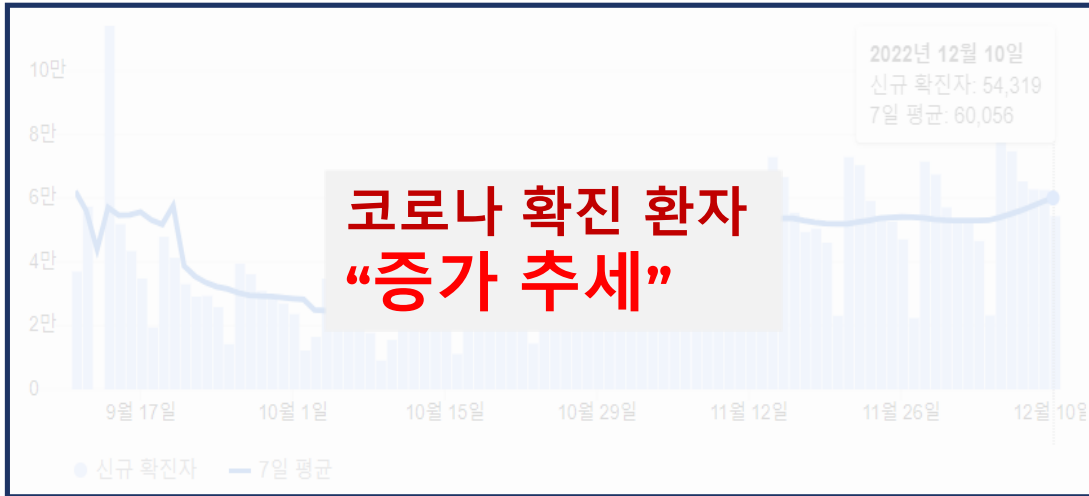 2022년 12월 10일
신규 확진자: 54,319
7일 평균: 60,056
10만
8만
6만
4만
2만
0
코로나 확진 환자
“증가 추세”
9월 17일
10월 1일
10월 15일
10월 29일
11월 12일
11월 26일
12월 10일
신규 확진자
7일 평균